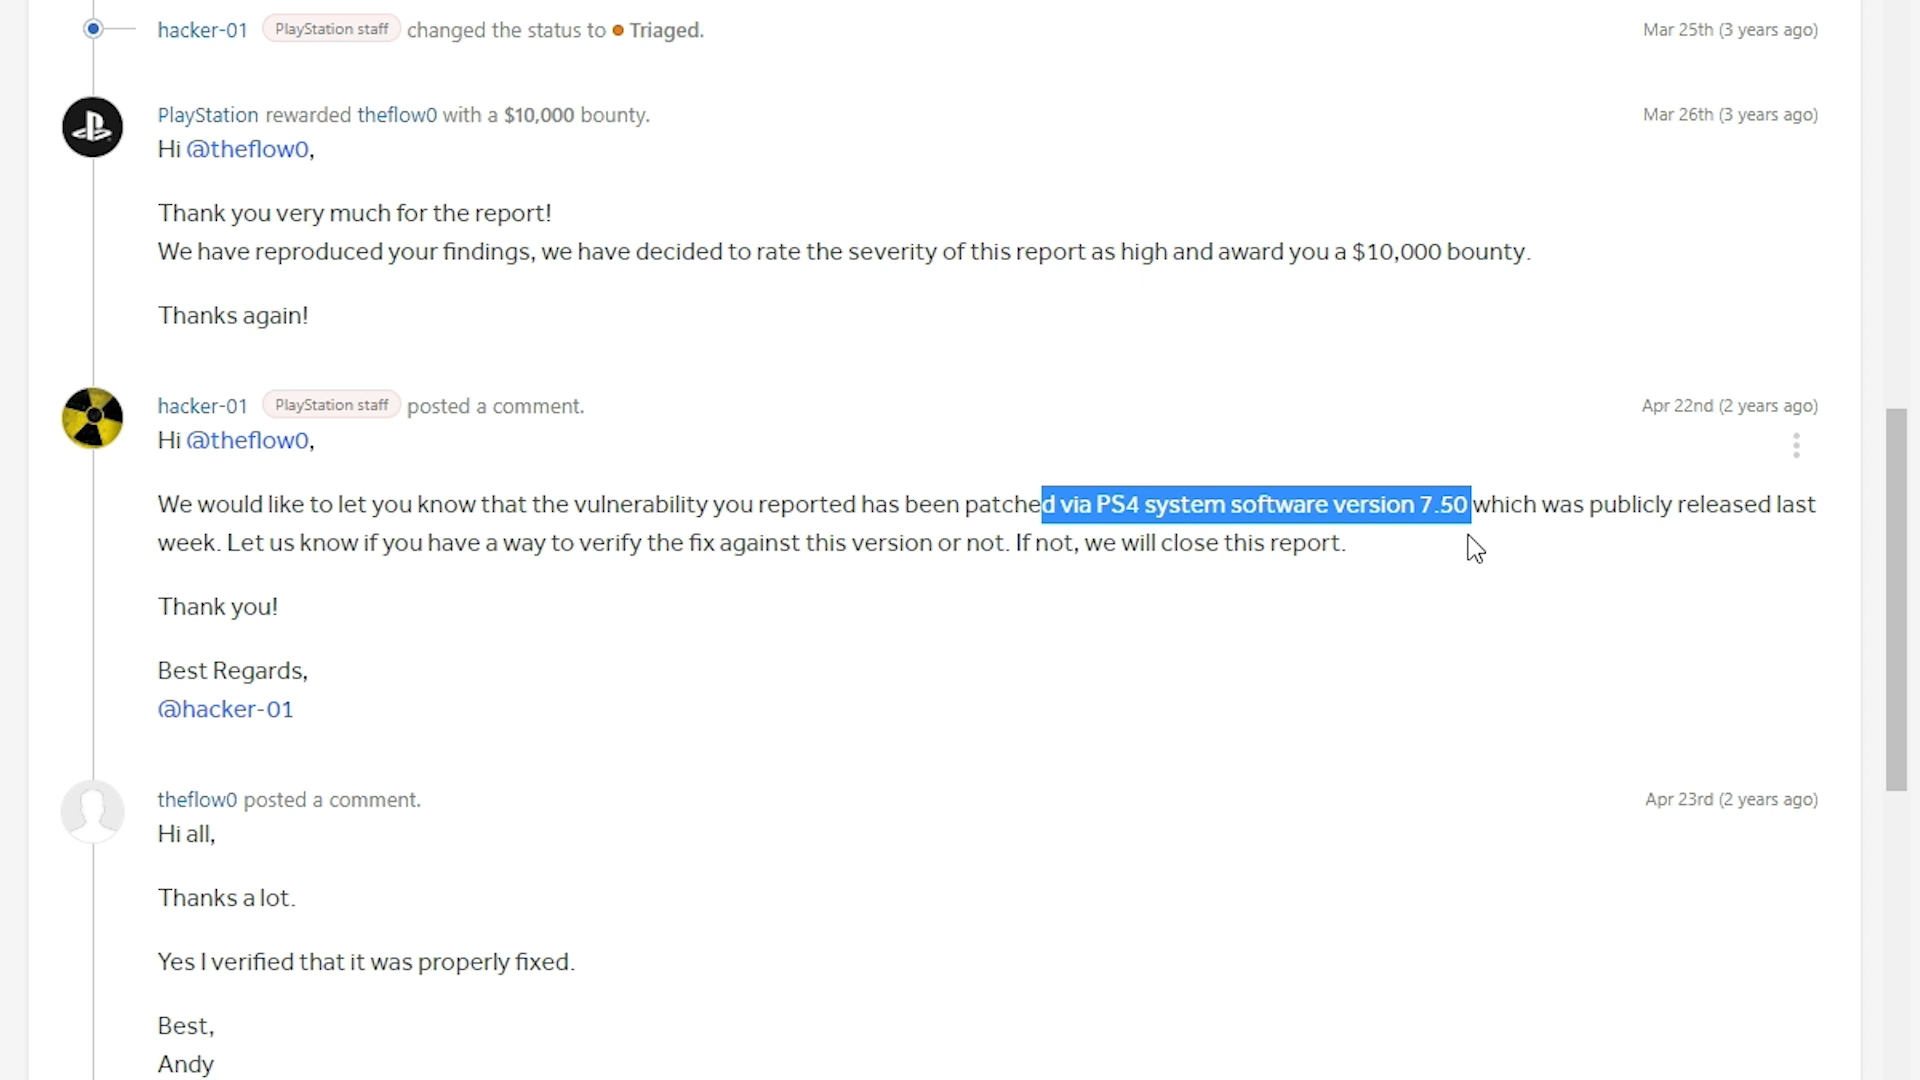 hacker-01 PlayStation staff changed the status to Triaged. Mar 25th (3 years ago)
PlayStation rewarded theflow0 with a $10,000 bounty. Mar 26th (3 years ago)
Hi @theflow0,
Thank you very much for the report!
We have reproduced your findings, we have decided to rate the severity of this report as high and award you a $10,000 bounty.
Thanks again!
hacker-01 PlayStation staff posted a comment. Apr 22nd (2 years ago)
Hi @theflow0,
We would like to let you know that the vulnerability you reported has been patched via PS4 system software version 7.50 which was publicly released last
week. Let us know if you have a way to verify the fix against this version or not. If not, we will close this report.
Thank you!
Best Regards,
@hacker-01
theflow0 posted a comment. Apr 23rd (2 years ago)
Hi all,
Thanks a lot.
Yes I verified that it was properly fixed.
Best,
Andy